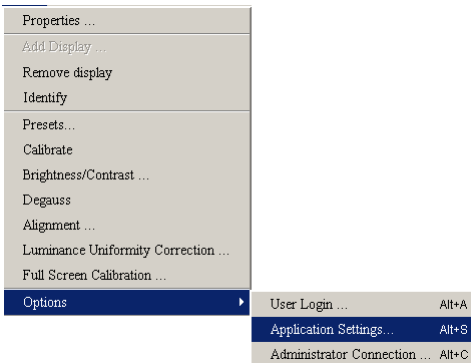 Properties ...
Add Display ...
Remove display
Identify
Presets...
Calibrate
Brightness/Contrast ...
Degauss
Alignment ...
Luminance Uniformity Correction ...
Full Screen Calibration ...
Options
User Login ... Alt+A
Application Settings... Alt+S
Administrator Connection ... Alt+C